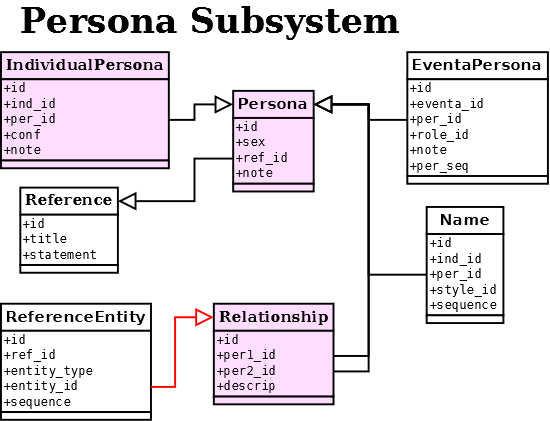 Persona Subsystem
IndividualPersona
+id
+ind_id
+per_id
+conf
+note
Persona
+id
+sex
+ref_id
+note
EventaPersona
+id
+eventa_id
+per_id
+role_id
+note
+per_seq
Reference
+id
+title
+statement
Name
+id
+ind_id
+per_id
+style_id
+sequence
ReferenceEntity
+id
+ref_id
+entity_type
+entity_id
+sequence
Relationship
+id
+per1_id
+per2_id
+descrip